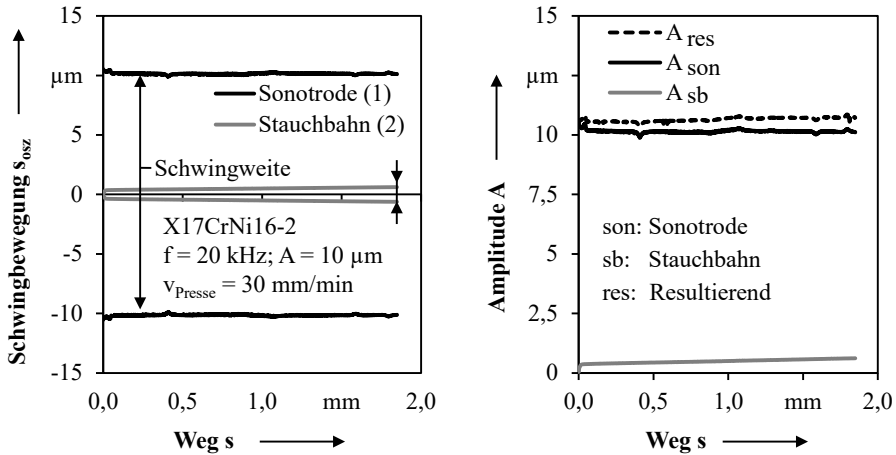 15
µm
5
0
-5
-10
-15
Schwingbewegung s_osz
Sonotrode (1)
Stauchbahn (2)
Schwingweite
X17CrNi16-2
f = 20 kHz; A = 10 µm
v_Presse = 30 mm/min
0,0 0,5 1,0 mm 2,0
Weg s
15
µm
10
7,5
5
2,5
0
Amplitude A
A_res
A_son
A_sb
son: Sonotrode
sb: Stauchbahn
res: Resultierend
0,0 0,5 1,0 mm 2,0
Weg s